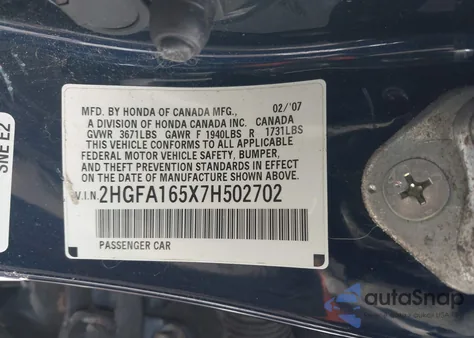 MFD. BY HONDA OF CANADA MFG., 02/'07
A DIVISION OF HONDA CANADA INC. CANADA
GVWR 3671LBS GAWR F 1940LBS R 1731LBS
THIS VEHICLE CONFORMS TO ALL APPLICABLE
FEDERAL MOTOR VEHICLE SAFETY, BUMPER,
AND THEFT PREVENTION STANDARDS IN EFFECT
ON THE DATE OF MANUFACTURE SHOWN ABOVE.
V.I.N. 2HGFA165X7H502702
PASSENGER CAR
SNE E2
autoSnap